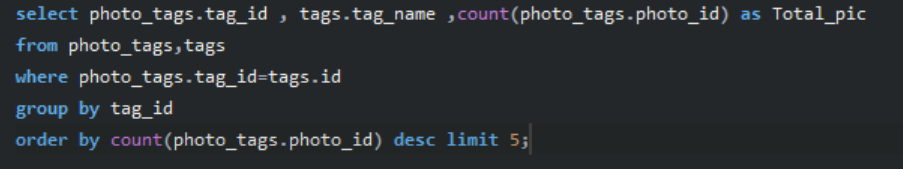 select photo_tags.tag_id , tags.tag_name ,count(photo_tags.photo_id) as Total_pic
from photo_tags,tags
where photo_tags.tag_id=tags.id
group by tag_id
order by count(photo_tags.photo_id) desc limit 5;